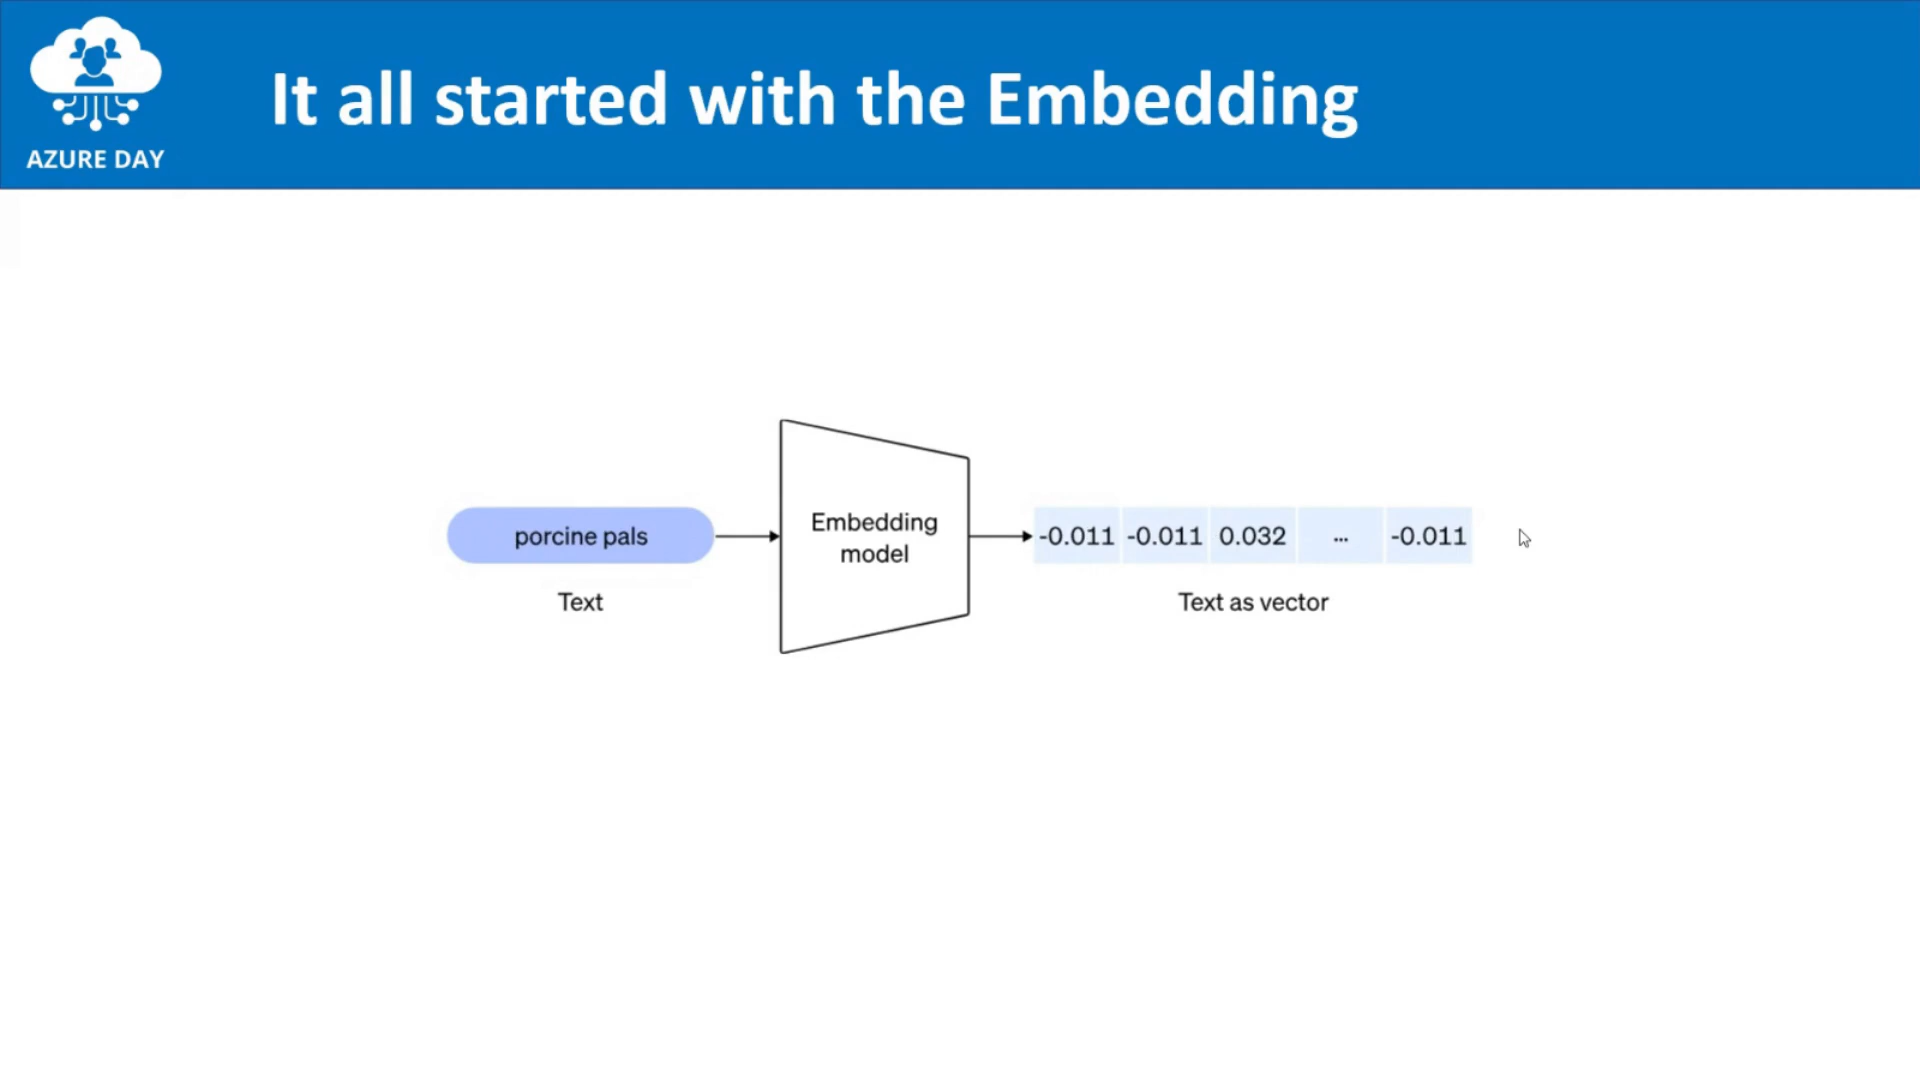 It all started with the Embedding
AZURE DAY
porcine pals
Text
Embedding
model
-0.011 -0.011 0.032 ... -0.011
Text as vector